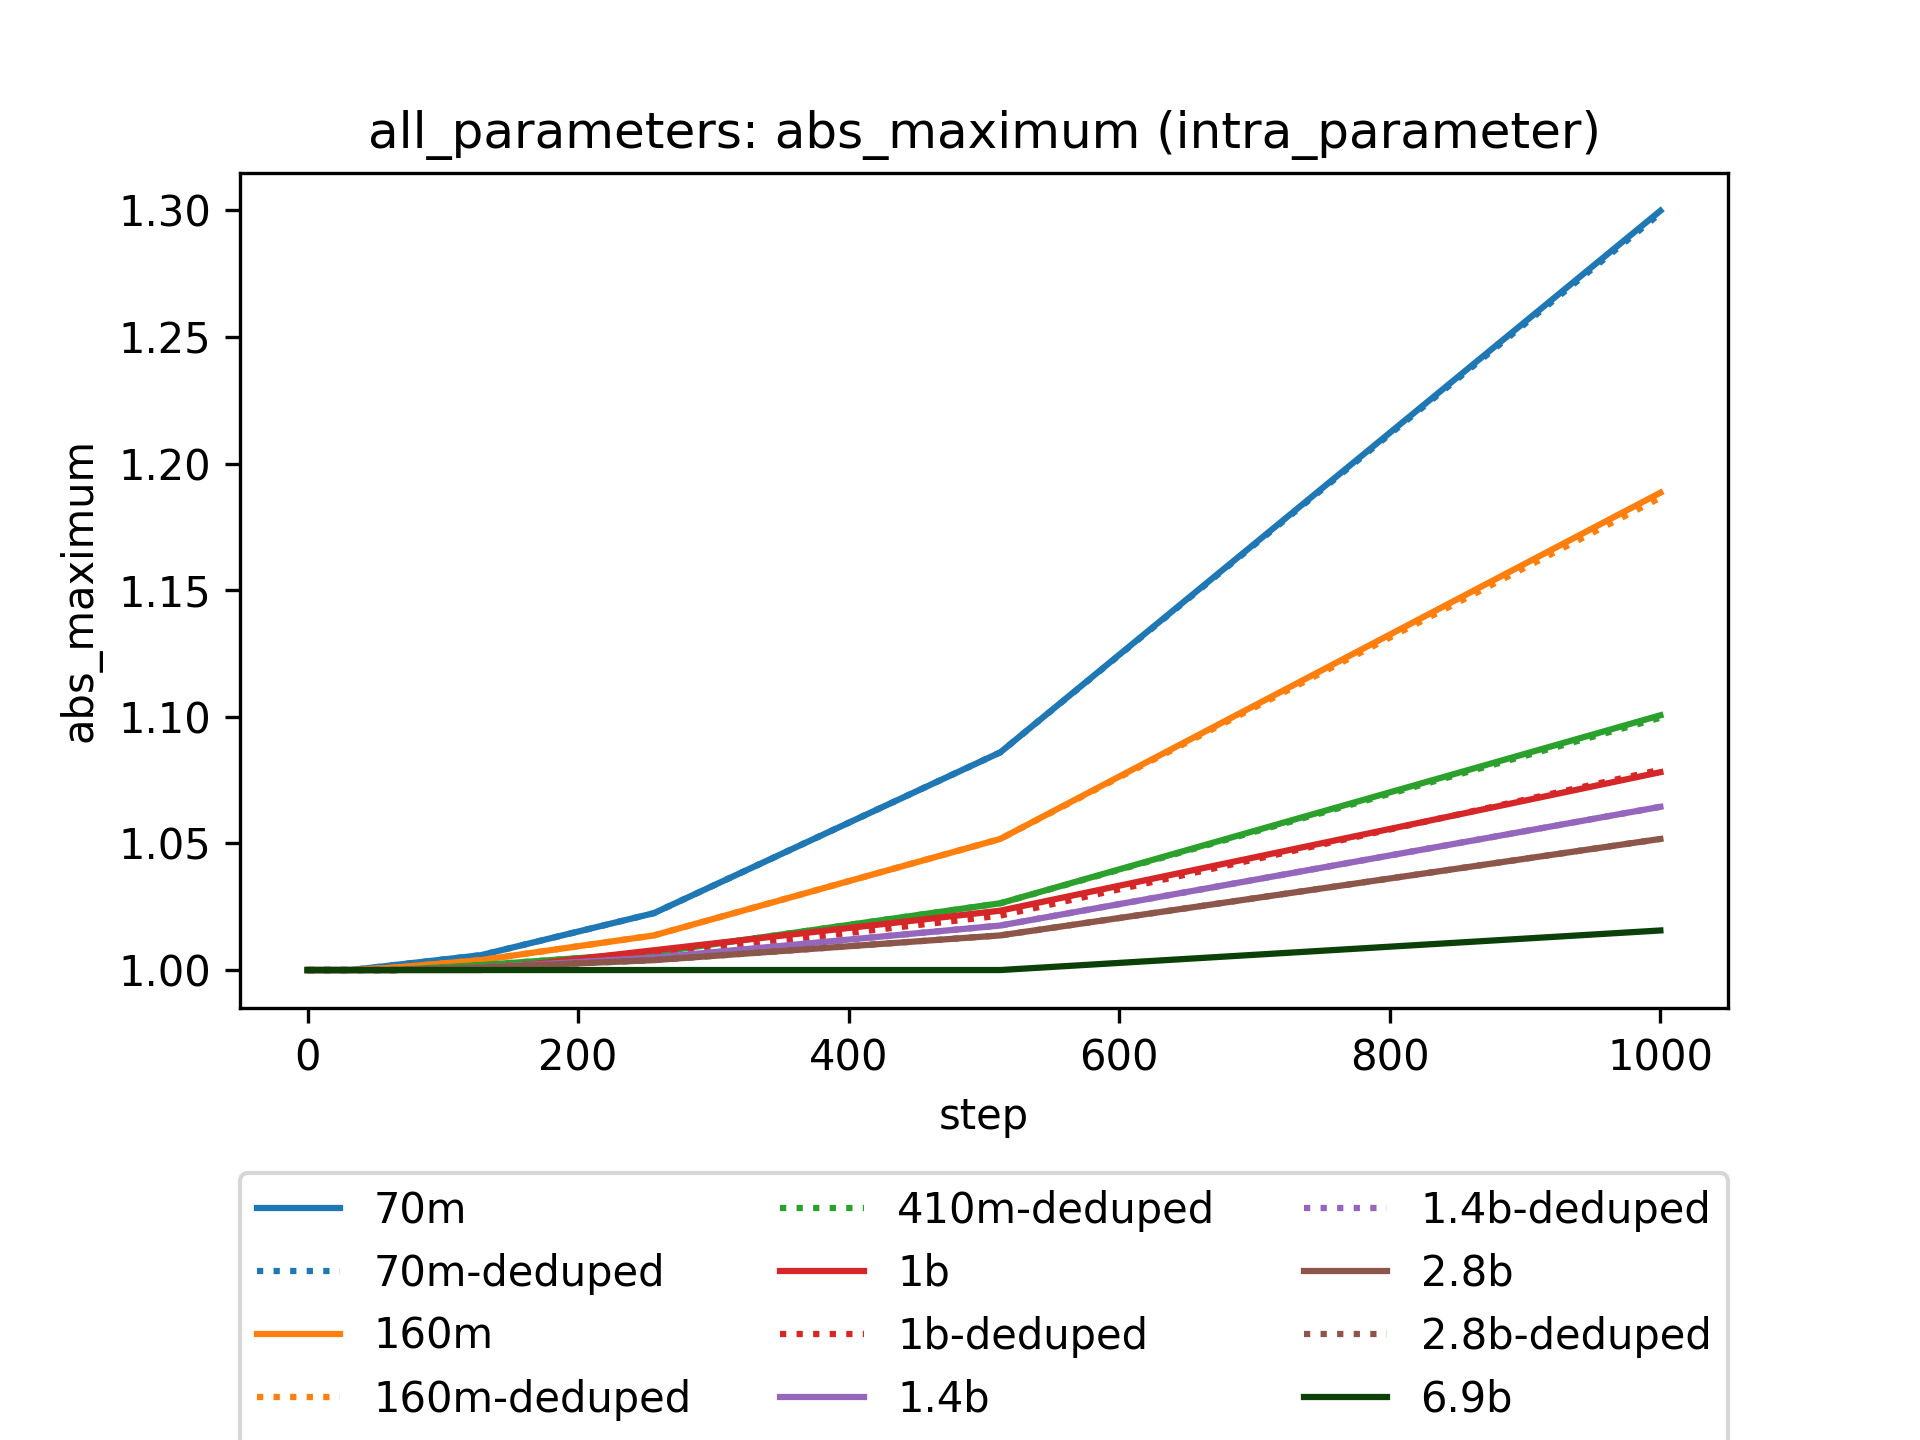 all_parameters: abs_maximum (intra_parameter)
1.30
1.25
1.20
1.15
1.10
1.05
1.00
abs_maximum
0 200 400 600 800 1000
step
70m 410m-deduped 1.4b-deduped
70m-deduped 1b 2.8b
160m 1b-deduped 2.8b-deduped
160m-deduped 1.4b 6.9b